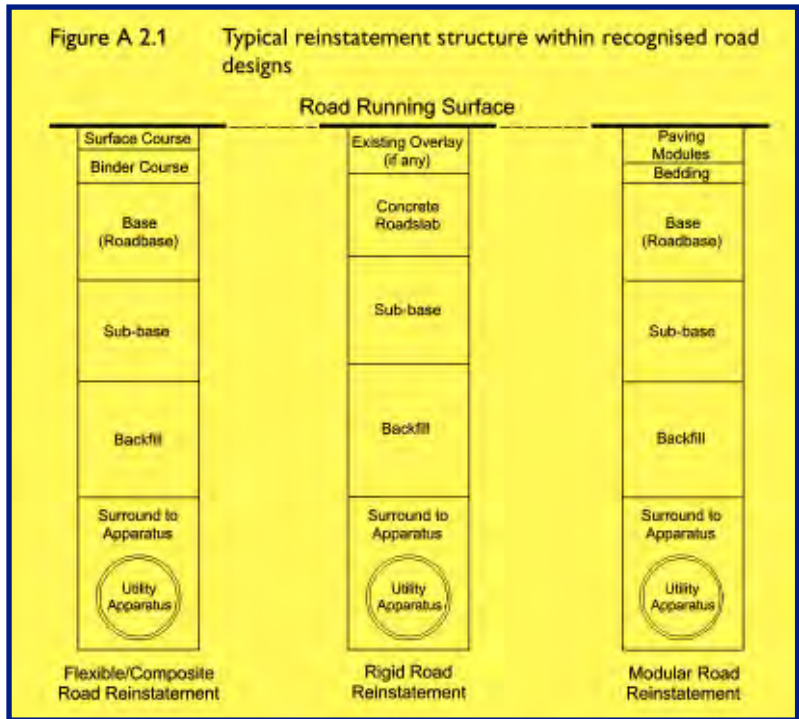 Figure A 2.1 Typical reinstatement structure within recognised road
designs
Road Running Surface
Surface Course
Binder Course
Base
(Roadbase)
Sub-base
Backfill
Surround to
Apparatus
Utility
Apparatus
Flexible/Composite
Road Reinstatement
Existing Overlay
(if any)
Concrete
Roadslab
Sub-base
Backfill
Surround to
Apparatus
Utility
Apparatus
Rigid Road
Reinstatement
Paving
Modules
Bedding
Base
(Roadbase)
Sub-base
Backfill
Surround to
Apparatus
Utility
Apparatus
Modular Road
Reinstatement